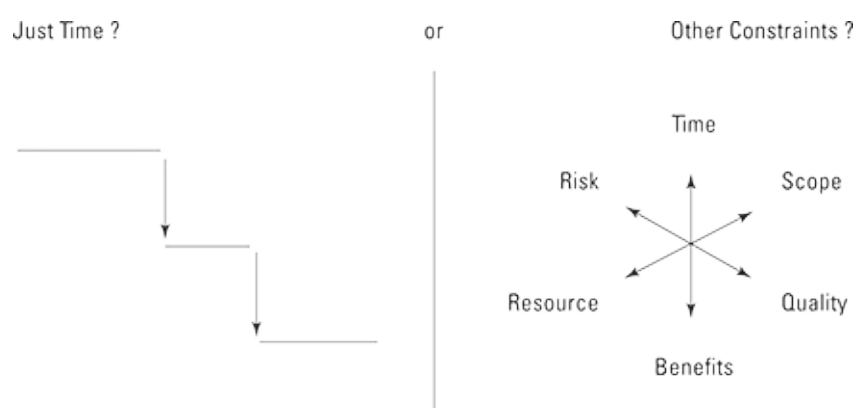 Just Time ? or Other Constraints ?
Time
Risk Scope
Resource Quality
Benefits